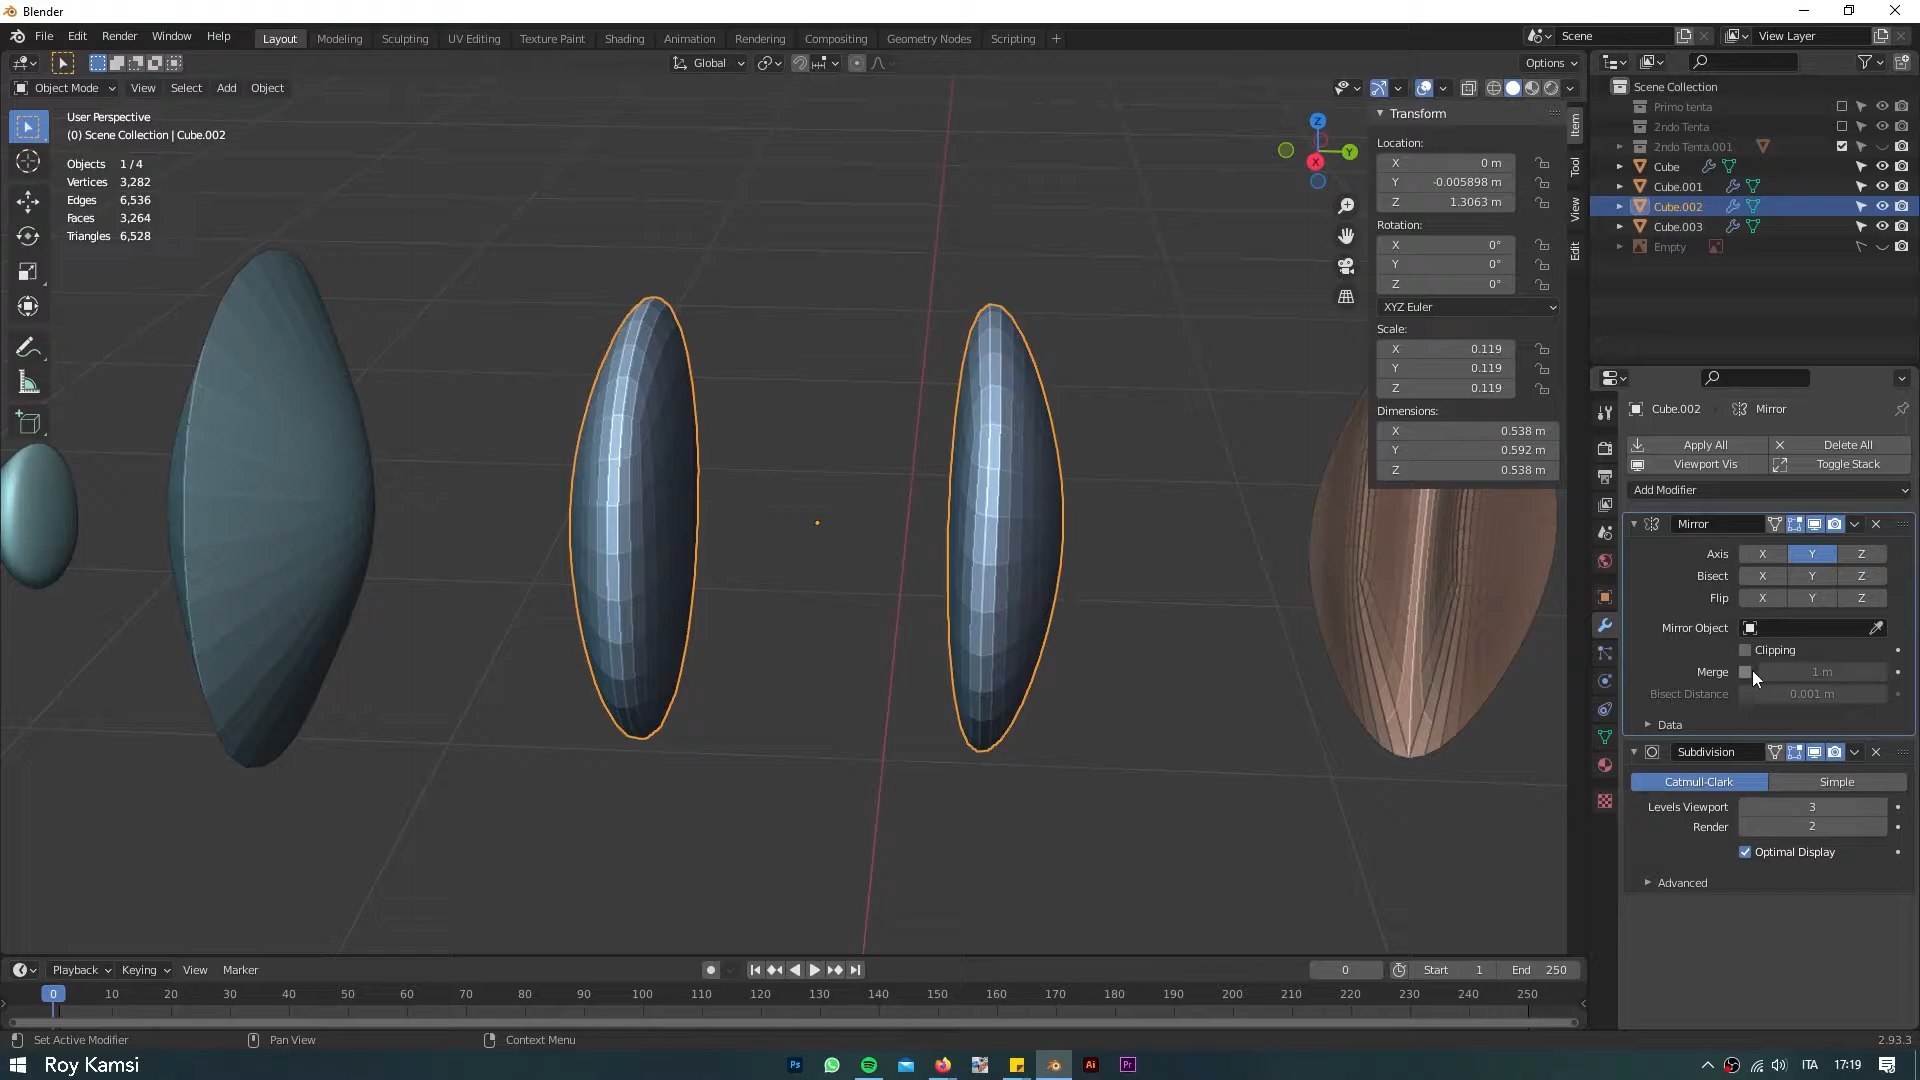 Blender
File Edit Render Window Help
Layout Modeling Sculpting UV Editing Texture Paint Shading Animation Rendering Compositing Geometry Nodes Scripting +
Scene
View Layer
Global
Options
Object Mode View Select Add Object
User Perspective
(0) Scene Collection | Cube.002
Objects 1 / 4
Vertices 3,282
Edges 6,536
Faces 3,264
Triangles 6,528
Z
Y
X
Item
Tool
View
Edit
Transform
Location:
X 0 m
Y -0.005898 m
Z 1.3063 m
Rotation:
X 0°
Y 0°
Z 0°
XYZ Euler
Scale:
X 0.119
Y 0.119
Z 0.119
Dimensions:
X 0.538 m
Y 0.592 m
Z 0.538 m
Scene Collection
Primo tenta
2ndo Tenta
2ndo Tenta.001
Cube
Cube.001
Cube.002
Cube.003
Empty
Cube.002 Mirror
Apply All Delete All
Viewport Vis Toggle Stack
Add Modifier
Mirror
Axis X Y Z
Bisect X Y Z
Flip X Y Z
Mirror Object
Clipping
Merge 1 m
Bisect Distance 0.001 m
Data
Subdivision
Catmull-Clark Simple
Levels Viewport 3
Render 2
Optimal Display
Advanced
Playback Keying View Marker
0 Start 1 End 250
0 10 20 30 40 50 60 70 80 90 100 110 120 130 140 150 160 170 180 190 200 210 220 230 240 250
Set Active Modifier Pan View Context Menu
2.93.3
Roy Kamsi
Ps Ai Pr
ITA 17:19